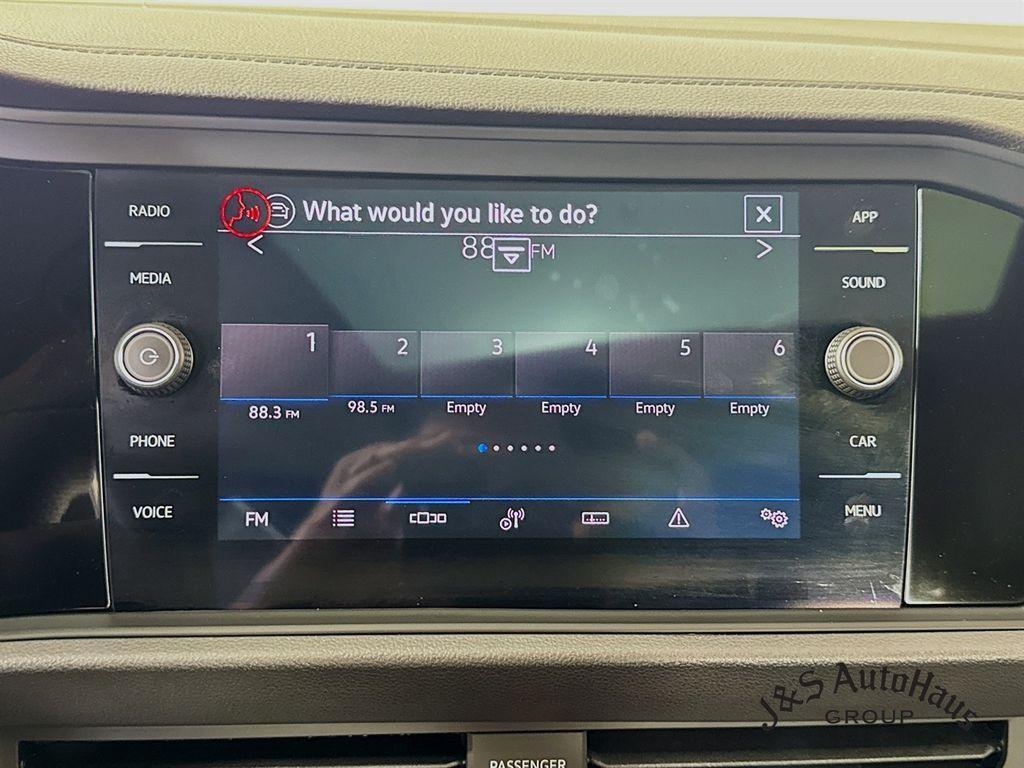 RADIO
MEDIA
PHONE
VOICE
What would you like to do?
88
FM
1
2
3
4
5
6
88.3 FM
98.5 FM
Empty
Empty
Empty
Empty
FM
APP
SOUND
CAR
MENU
PASSENGER
J&S AutoHaus
GROUP